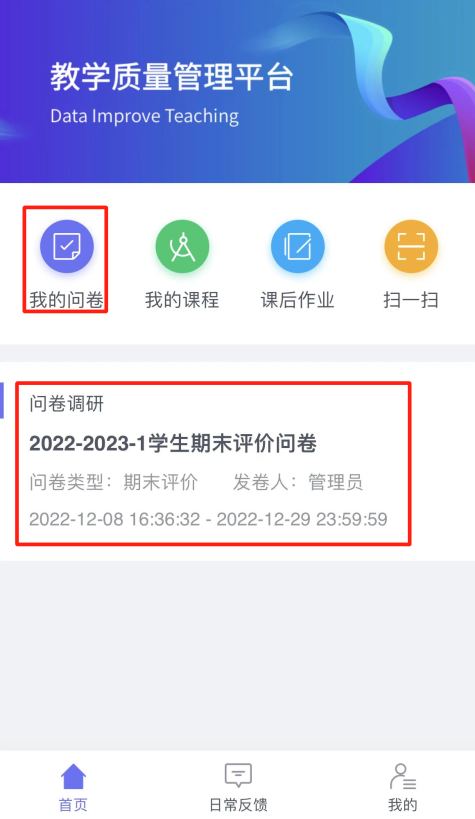 教学质量管理平台
Data Improve Teaching
我的问卷 我的课程 课后作业 扫一扫
问卷调研
2022-2023-1学生期末评价问卷
问卷类型：期末评价 发卷人：管理员
2022-12-08 16:36:32 - 2022-12-29 23:59:59
首页 日常反馈 我的